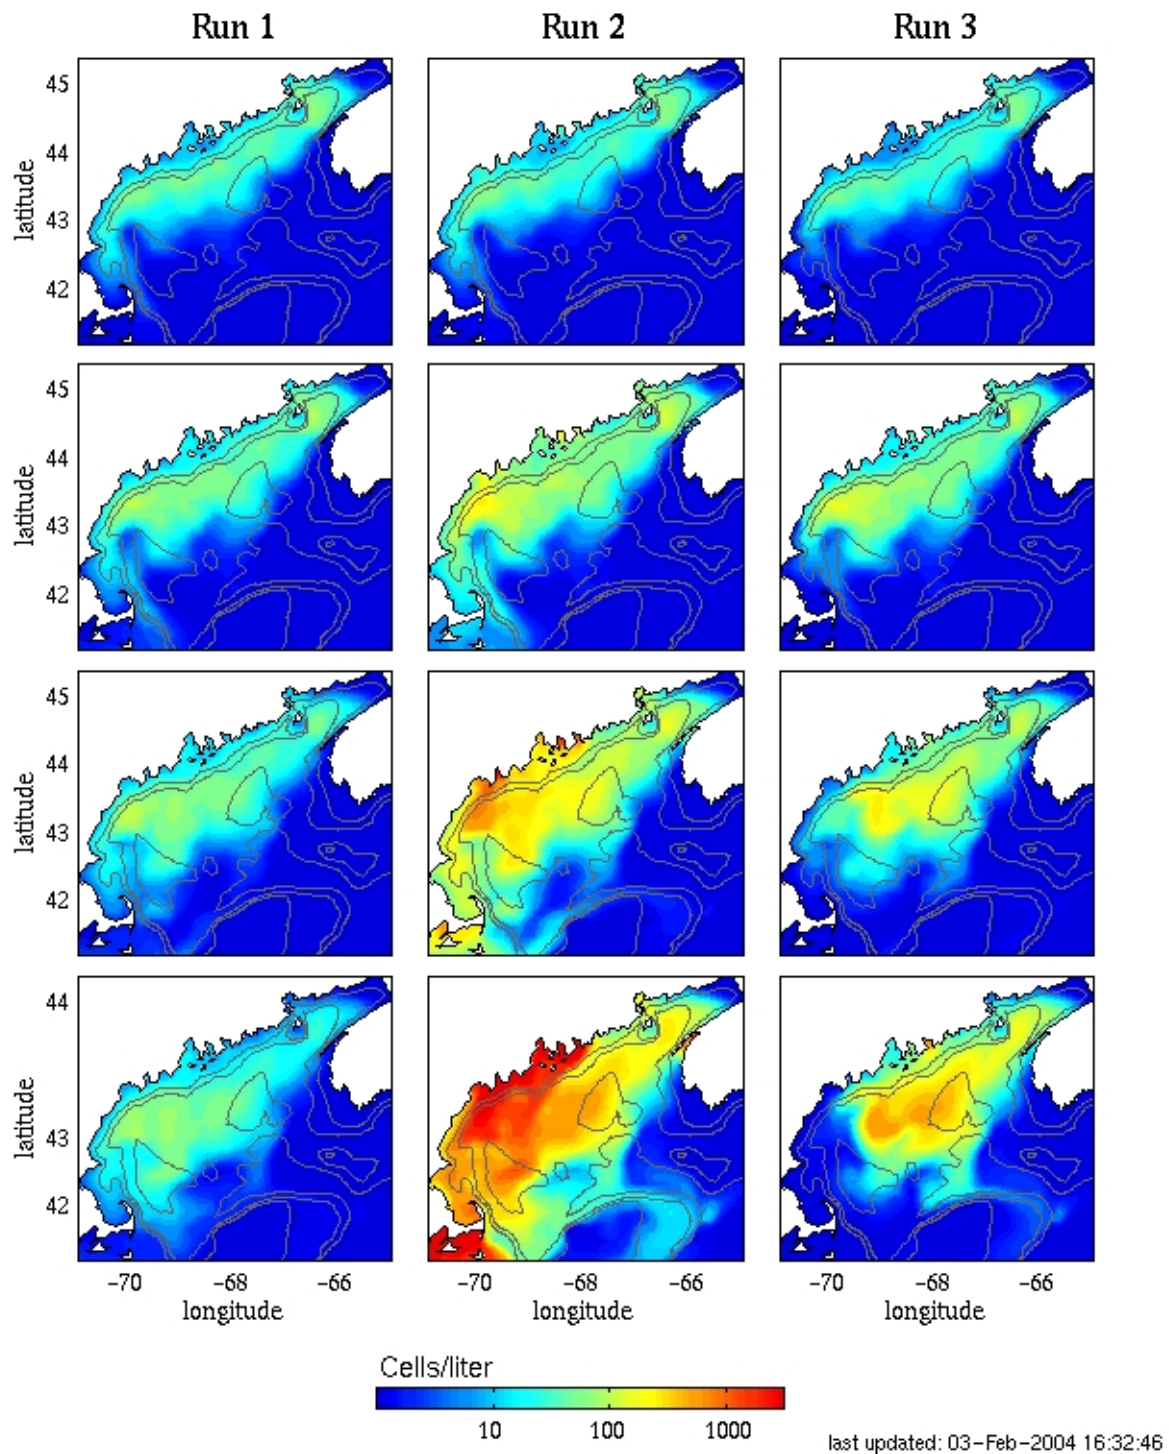 Run 1 Run 2 Run 3
45
44
43
42
latitude
45
44
43
42
latitude
45
44
43
42
latitude
44
43
42
latitude
-70 -68 -66 -70 -68 -66 -70 -68 -66
longitude longitude longitude
Cells/liter
10 100 1000
last updated: 03-Feb-2004 16:32:46